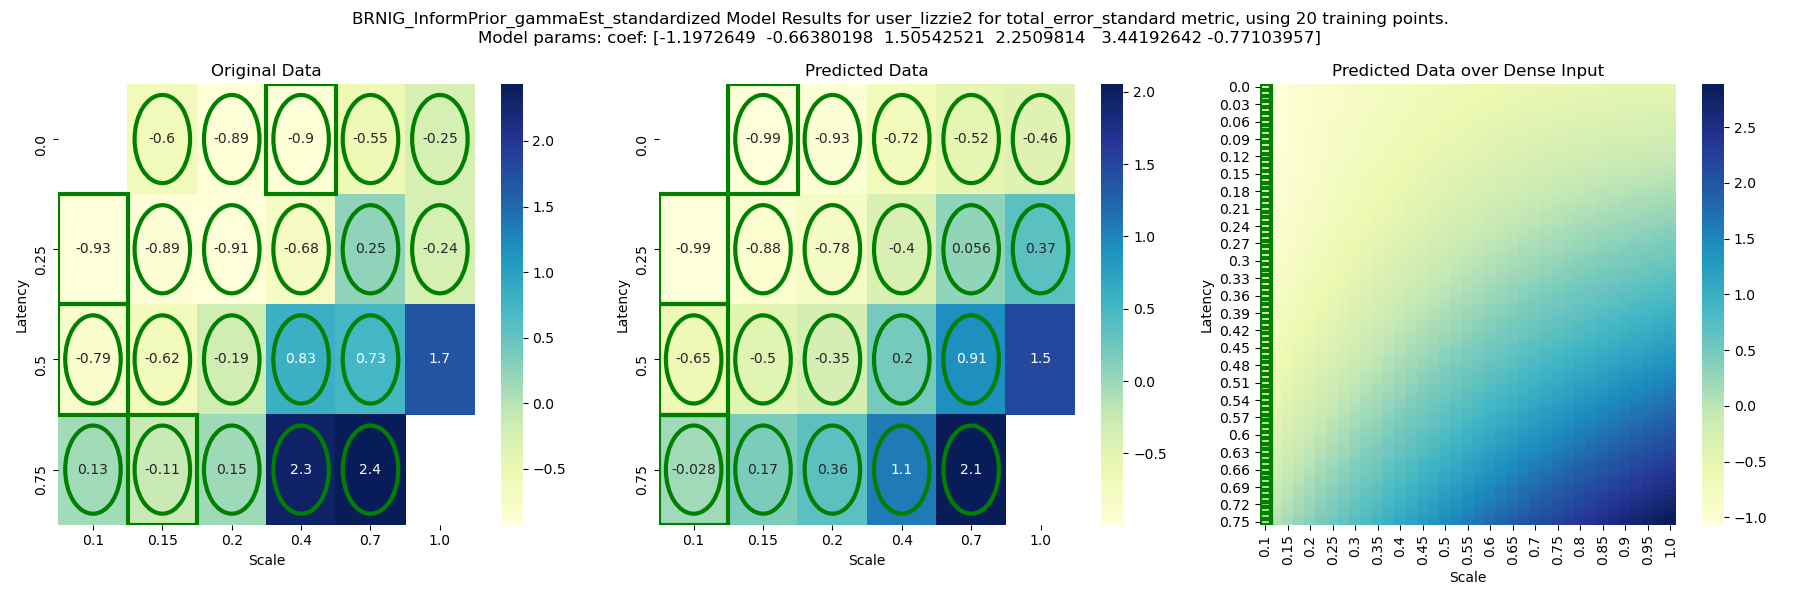 BRNIG_InformPrior_gammaEst_standardized Model Results for user_lizzie2 for total_error_standard metric, using 20 training points.
Model params: coef: [-1.1972649 -0.66380198 1.50542521 2.2509814 3.44192642 -0.77103957]
Original Data
0.0
-0.6 -0.89 -0.9 -0.55 -0.25
0.25
-0.93 -0.89 -0.91 -0.68 0.25 -0.24
0.5
-0.79 -0.62 -0.19 0.83 0.73 1.7
0.75
0.13 -0.11 0.15 2.3 2.4
Latency
0.1 0.15 0.2 0.4 0.7 1.0
Scale
2.0
1.5
1.0
0.5
0.0
−0.5
Predicted Data
0.0
-0.99 -0.93 -0.72 -0.52 -0.46
0.25
-0.99 -0.88 -0.78 -0.4 0.056 0.37
0.5
-0.65 -0.5 -0.35 0.2 0.91 1.5
0.75
-0.028 0.17 0.36 1.1 2.1
Latency
0.1 0.15 0.2 0.4 0.7 1.0
Scale
2.0
1.5
1.0
0.5
0.0
−0.5
Predicted Data over Dense Input
0.0
0.03
0.06
0.09
0.12
0.15
0.18
0.21
0.24
0.27
0.3
0.33
0.36
0.39
0.42
0.45
0.48
0.51
0.54
0.57
0.6
0.63
0.66
0.69
0.72
0.75
Latency
0.1 0.15 0.2 0.25 0.3 0.35 0.4 0.45 0.5 0.55 0.6 0.65 0.7 0.75 0.8 0.85 0.9 0.95 1.0
Scale
2.5
2.0
1.5
1.0
0.5
0.0
−0.5
−1.0